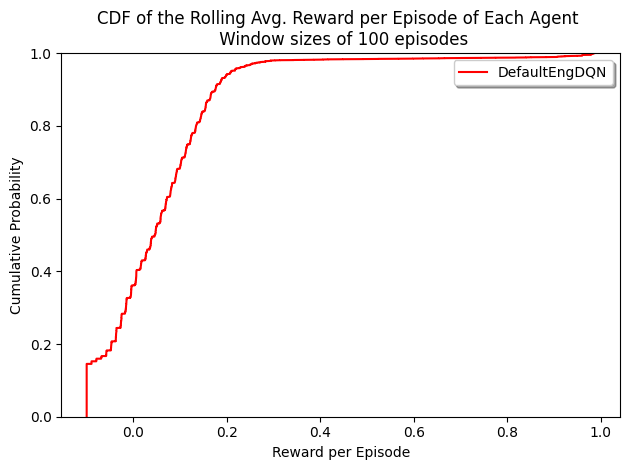 CDF of the Rolling Avg. Reward per Episode of Each Agent
Window sizes of 100 episodes
DefaultEngDQN
1.0
0.8
0.6
0.4
0.2
0.0
Cumulative Probability
0.0 0.2 0.4 0.6 0.8 1.0
Reward per Episode